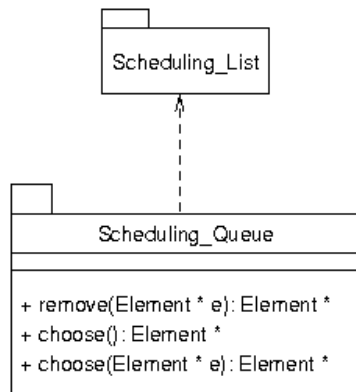 Scheduling_List
Scheduling_Queue
+ remove(Element * e): Element *
+ choose(): Element *
+ choose(Element * e): Element *